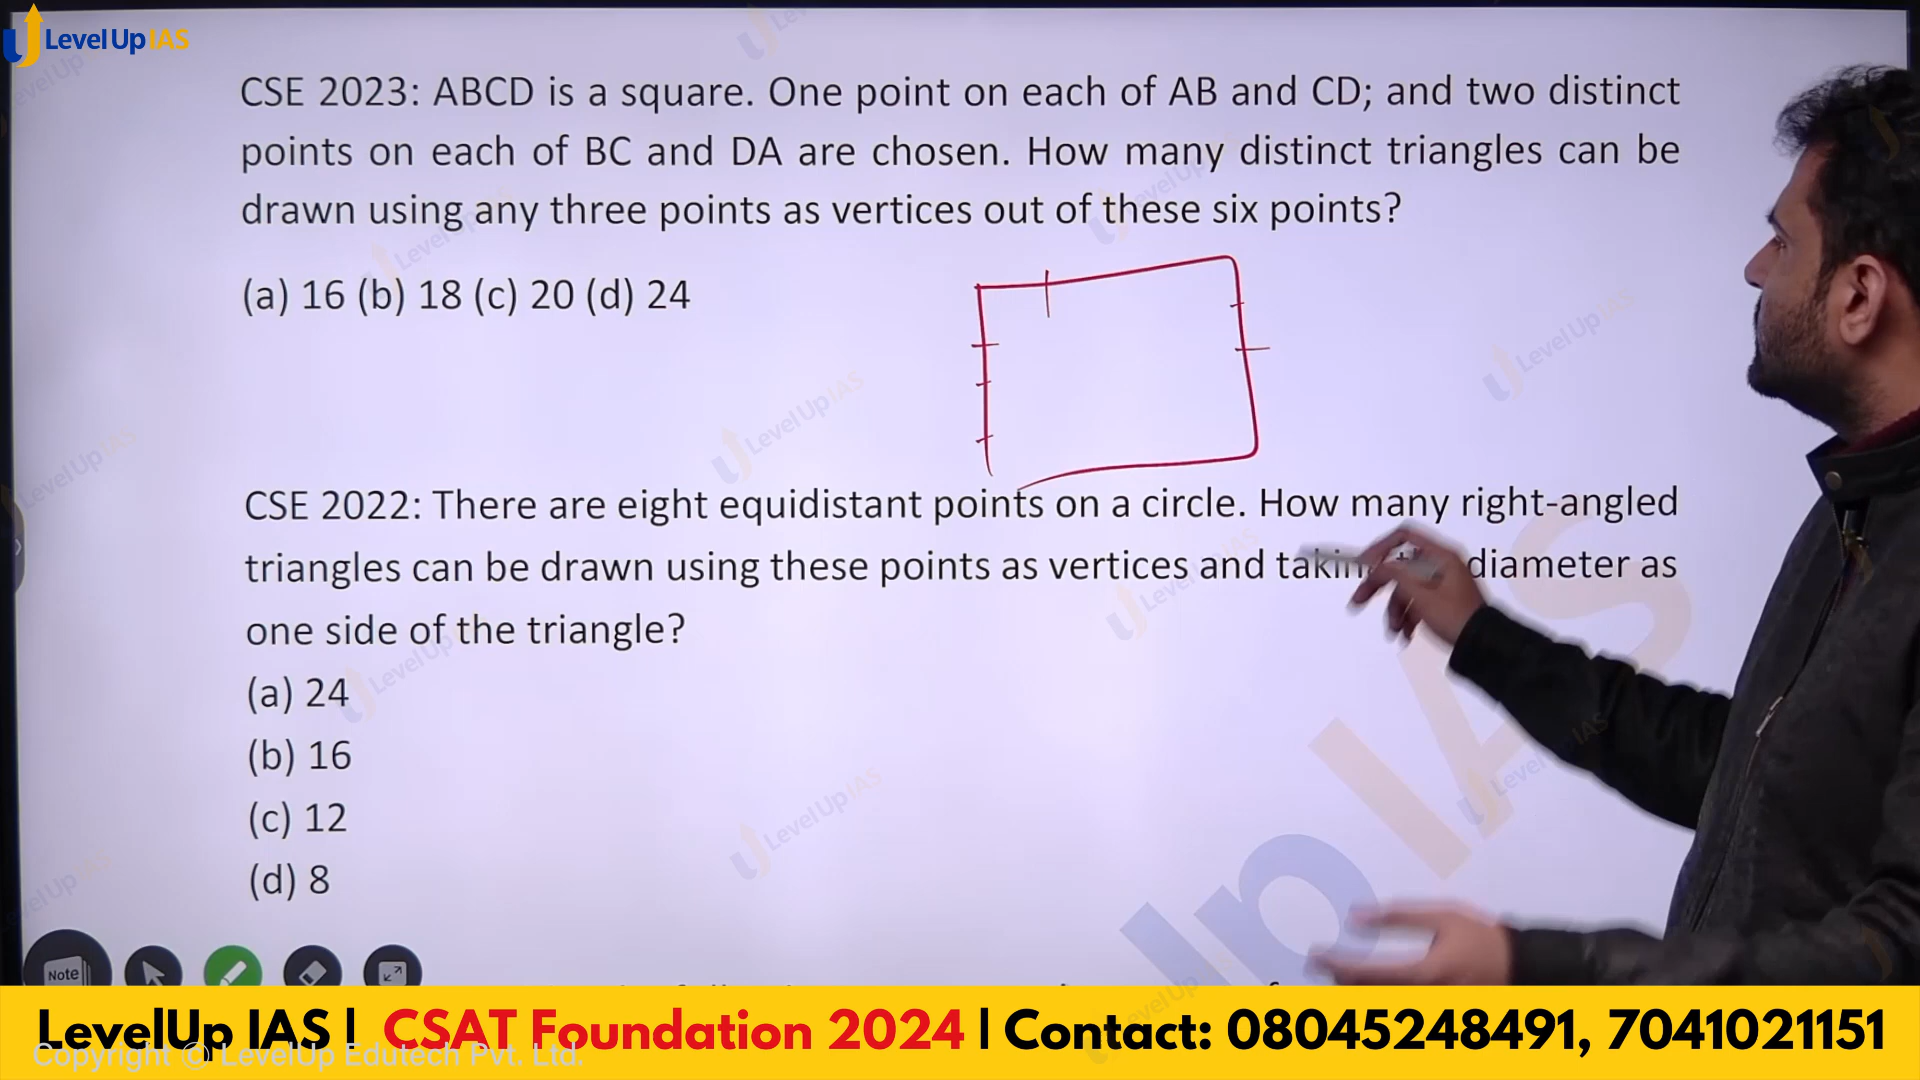 LevelUp IAS
CSE 2023: ABCD is a square. One point on each of AB and CD; and two distinct
points on each of BC and DA are chosen. How many distinct triangles can be
drawn using any three points as vertices out of these six points?
(a) 16 (b) 18 (c) 20 (d) 24
CSE 2022: There are eight equidistant points on a circle. How many right-angled
triangles can be drawn using these points as vertices and taking diameter as
one side of the triangle?
(a) 24
(b) 16
(c) 12
(d) 8
Note
LevelUp IAS | CSAT Foundation 2024 | Contact: 08045248491, 7041021151
Copyright © LevelUp Edutech Pvt. Ltd.